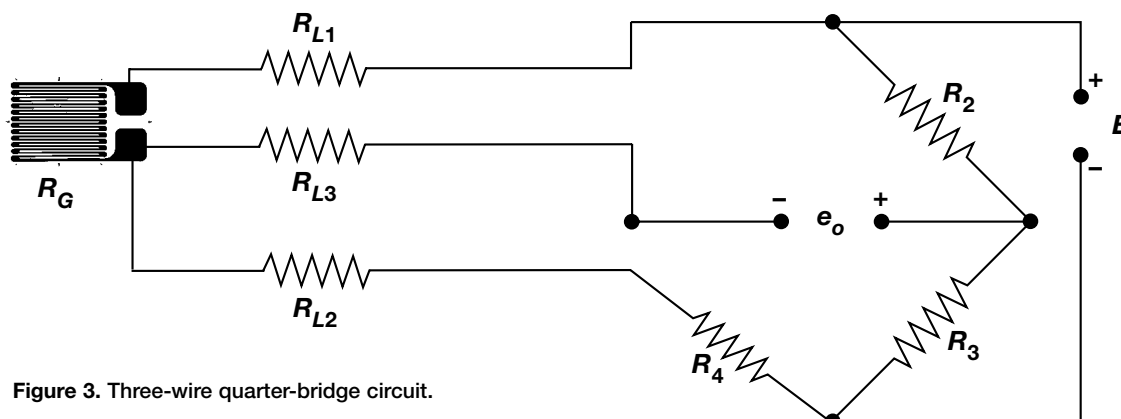 R_L1
R_2
+
E
R_G
R_L3
−
+
e_o
−
R_L2
R_4
R_3
Figure 3. Three-wire quarter-bridge circuit.